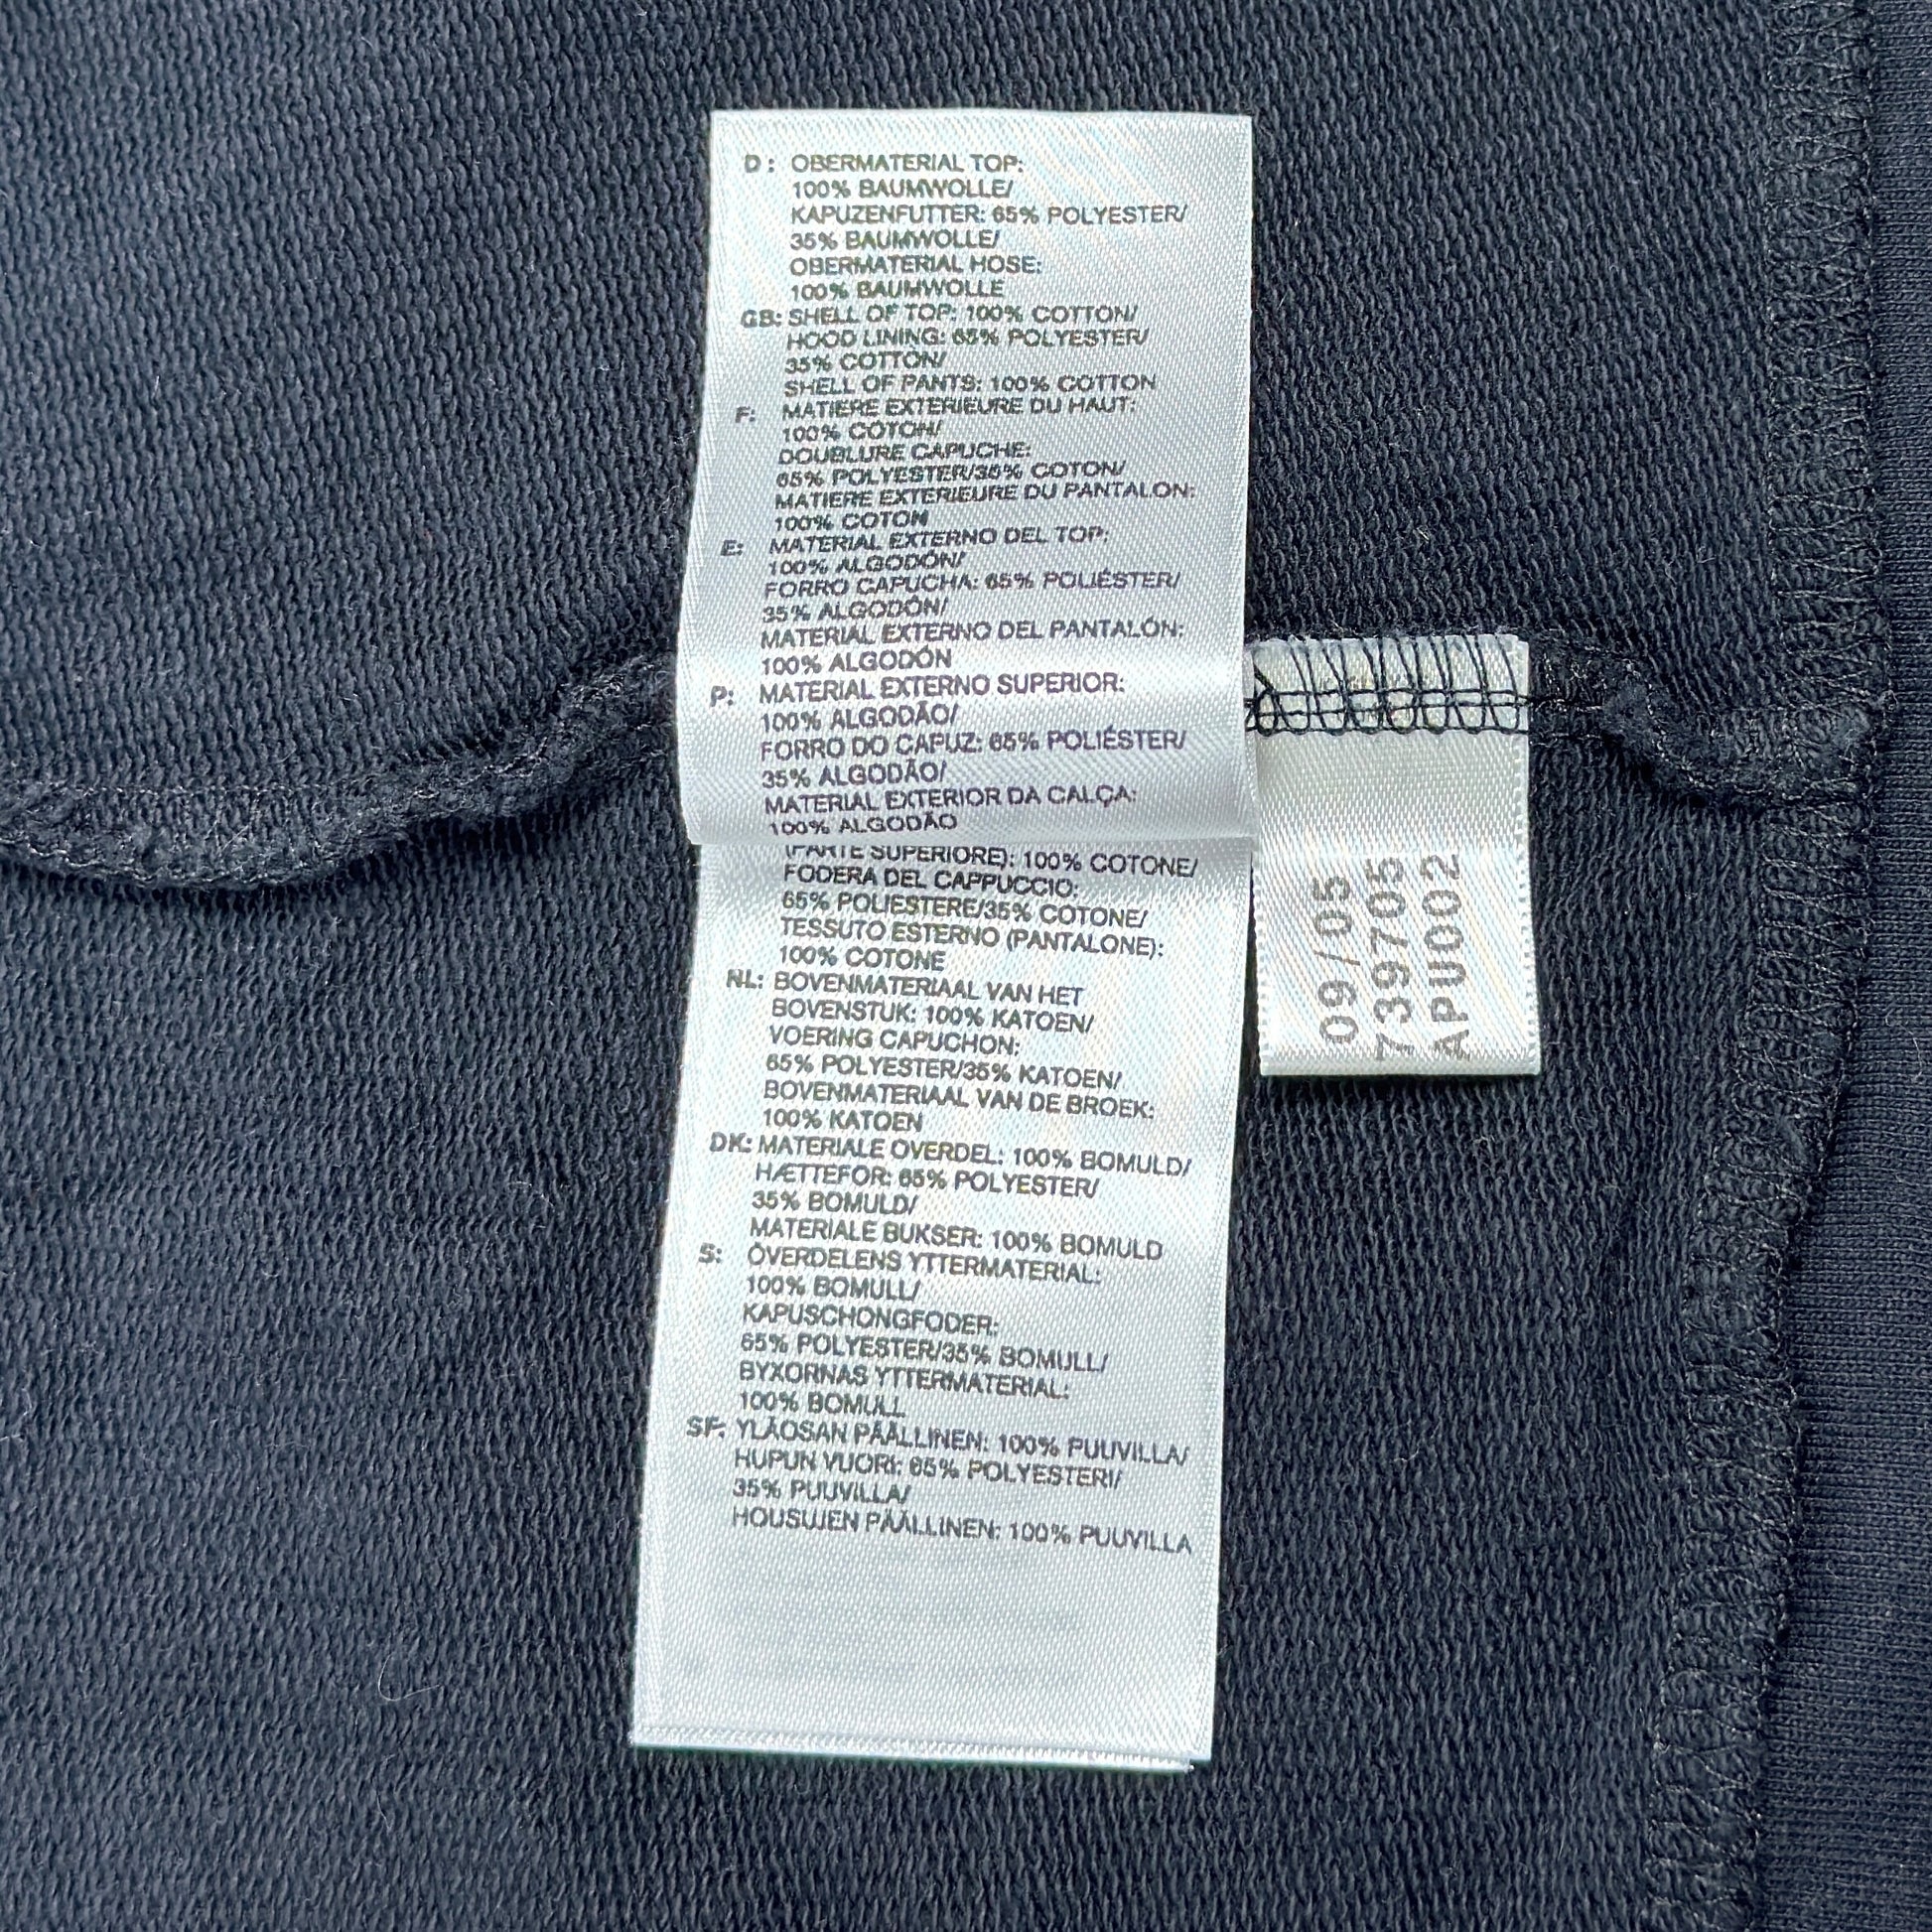 D: OBERMATERIAL TOP:
100% BAUMWOLLE/
KAPUZENFUTTER: 65% POLYESTER/
35% BAUMWOLLE/
OBERMATERIAL HOSE:
100% BAUMWOLLE
GB: SHELL OF TOP: 100% COTTON/
HOOD LINING: 65% POLYESTER/
35% COTTON/
SHELL OF PANTS: 100% COTTON
F: MATIERE EXTERIEURE DU HAUT:
100% COTON/
DOUBLURE CAPUCHE:
65% POLYESTER/35% COTON/
MATIERE EXTERIEURE DU PANTALON:
100% COTON
E: MATERIAL EXTERNO DEL TOP:
100% ALGODÓN/
FORRO CAPUCHA: 65% POLIÉSTER/
35% ALGODÓN/
MATERIAL EXTERNO DEL PANTALÓN:
100% ALGODÓN
P: MATERIAL EXTERNO SUPERIOR:
100% ALGODÃO/
FORRO DO CAPUZ: 65% POLIÉSTER/
35% ALGODÃO/
MATERIAL EXTERIOR DA CALÇA:
100% ALGODÃO
(PARTE SUPERIORE): 100% COTONE/
FODERA DEL CAPPUCCIO:
65% POLIESTERE/35% COTONE/
TESSUTO ESTERNO (PANTALONE):
100% COTONE
NL: BOVENMATERIAAL VAN HET
BOVENSTUK: 100% KATOEN/
VOERING CAPUCHON:
65% POLYESTER/35% KATOEN/
BOVENMATERIAAL VAN DE BROEK:
100% KATOEN
DK: MATERIALE OVERDEL: 100% BOMULD/
HÆTTEFOR: 65% POLYESTER/
35% BOMULD/
MATERIALE BUKSER: 100% BOMULD
S: ÖVERDELENS YTTERMATERIAL:
100% BOMULL/
KAPUSCHONGFODER:
65% POLYESTER/35% BOMULL/
BYXORNAS YTTERMATERIAL:
100% BOMULL
SF: YLÄOSAN PÄÄLLINEN: 100% PUUVILLA/
HUPUN VUORI: 65% POLYESTERI/
35% PUUVILLA/
HOUSUJEN PÄÄLLINEN: 100% PUUVILLA
09/05
739705
APU002